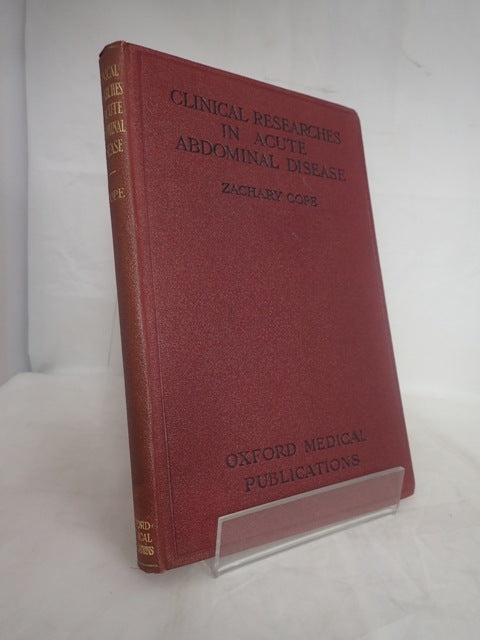 CLINICAL RESEARCHES
IN ACUTE
ABDOMINAL DISEASE
ZACHARY COPE
OXFORD MEDICAL
PUBLICATIONS